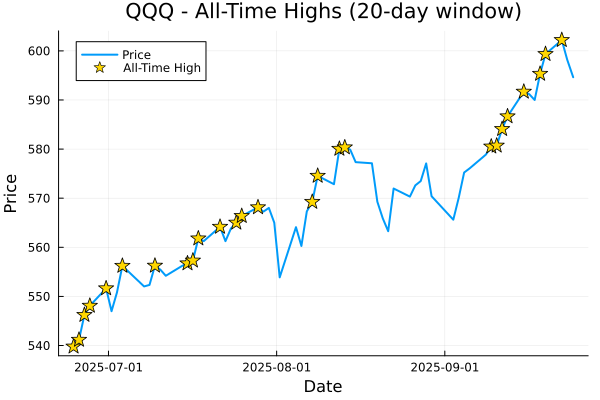 QQQ - All-Time Highs (20-day window)
Price
All-Time High
600
590
580
570
560
550
540
Price
2025-07-01
2025-08-01
2025-09-01
Date